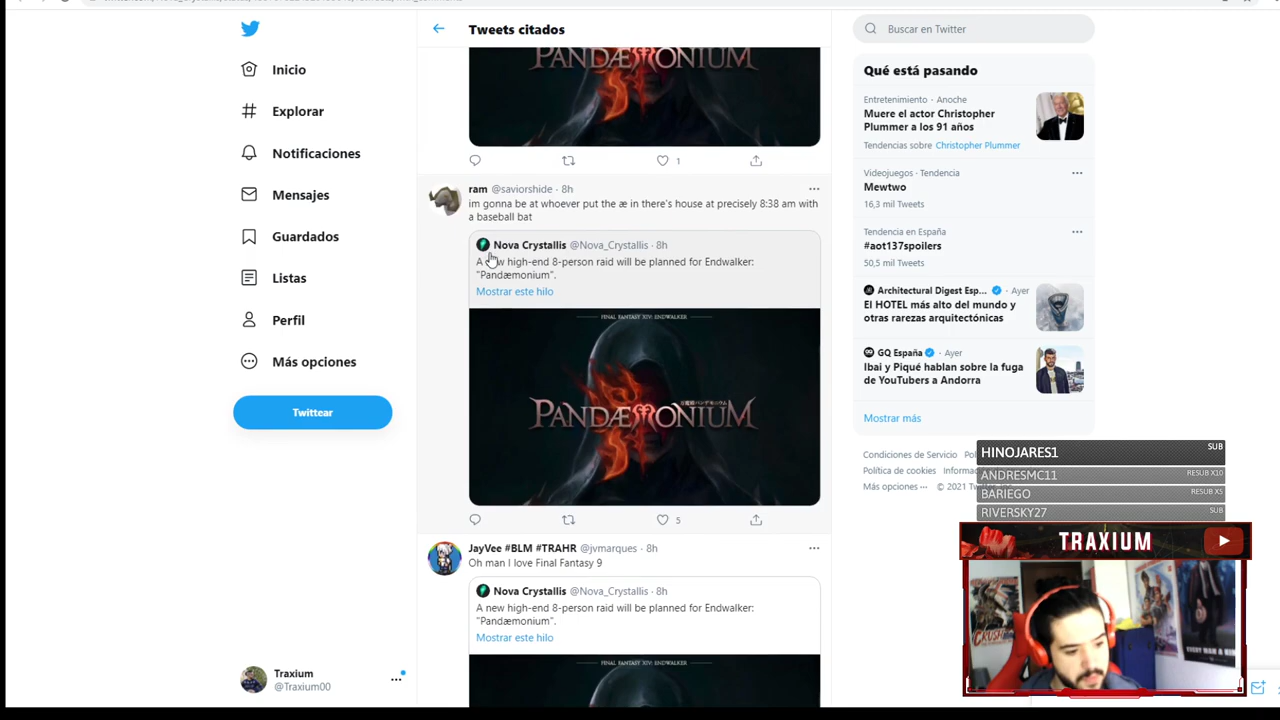 Tweets citados
Inicio
Explorar
Notificaciones
Mensajes
Guardados
Listas
Perfil
Más opciones
Twittear
Traxium
@Traxium00
PANDÆMONIUM
1
ram @saviorshide · 8h
im gonna be at whoever put the æ in there's house at precisely 8:38 am with
a baseball bat
Nova Crystallis @Nova_Crystallis · 8h
A new high-end 8-person raid will be planned for Endwalker:
"Pandæmonium".
Mostrar este hilo
FINAL FANTASY XIV: ENDWALKER
PANDÆMONIUM
5
JayVee #BLM #TRAHR @jvmarques · 8h
Oh man I love Final Fantasy 9
Nova Crystallis @Nova_Crystallis · 8h
A new high-end 8-person raid will be planned for Endwalker:
"Pandæmonium".
Mostrar este hilo
FINAL FANTASY XIV: ENDWALKER
Buscar en Twitter
Qué está pasando
Entretenimiento · Anoche
Muere el actor Christopher
Plummer a los 91 años
Tendencias sobre Christopher Plummer
Videojuegos · Tendencia
Mewtwo
16,3 mil Tweets
Tendencia en España
#aot137spoilers
50,5 mil Tweets
Architectural Digest Esp... · Ayer
El HOTEL más alto del mundo y
otras rarezas arquitectónicas
GQ España · Ayer
Ibai y Piqué hablan sobre la fuga
de YouTubers a Andorra
Mostrar más
Condiciones de Servicio
Política de cookies
Más opciones ··· © 2021
HINOJARES1 SUB
ANDRESMC11 RESUB X10
BARIEGO RESUB X5
RIVERSKY27 SUB
TRAXIUM